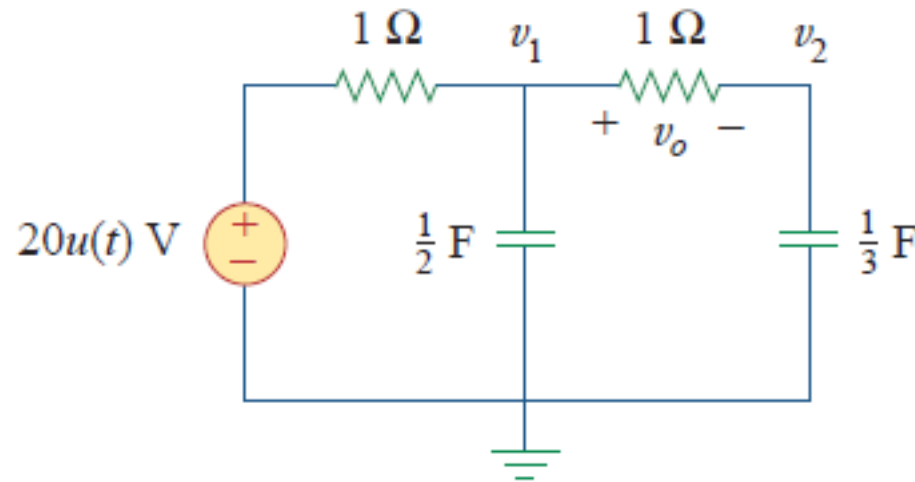 1 Ω v₁ 1 Ω v₂
+ vₒ −
20u(t) V + − 1/2 F 1/3 F